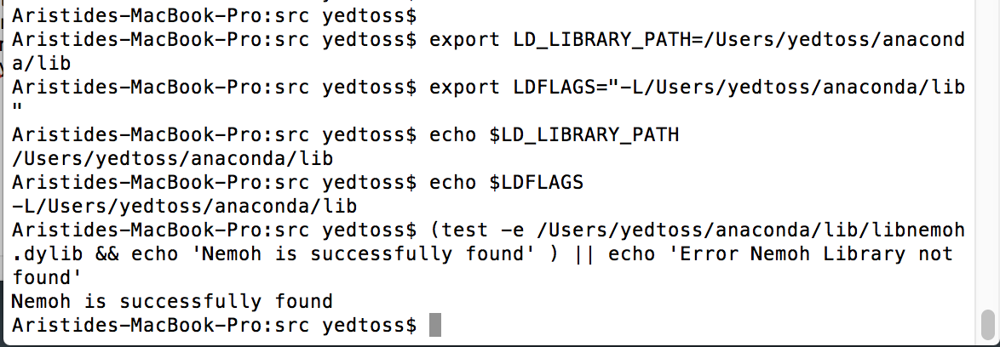 Aristides-MacBook-Pro:src yedtoss$
Aristides-MacBook-Pro:src yedtoss$ export LD_LIBRARY_PATH=/Users/yedtoss/anacond
a/lib
Aristides-MacBook-Pro:src yedtoss$ export LDFLAGS="-L/Users/yedtoss/anaconda/lib
"
Aristides-MacBook-Pro:src yedtoss$ echo $LD_LIBRARY_PATH
/Users/yedtoss/anaconda/lib
Aristides-MacBook-Pro:src yedtoss$ echo $LDFLAGS
-L/Users/yedtoss/anaconda/lib
Aristides-MacBook-Pro:src yedtoss$ (test -e /Users/yedtoss/anaconda/lib/libnemoh
.dylib && echo 'Nemoh is successfully found' ) || echo 'Error Nemoh Library not
found'
Nemoh is successfully found
Aristides-MacBook-Pro:src yedtoss$